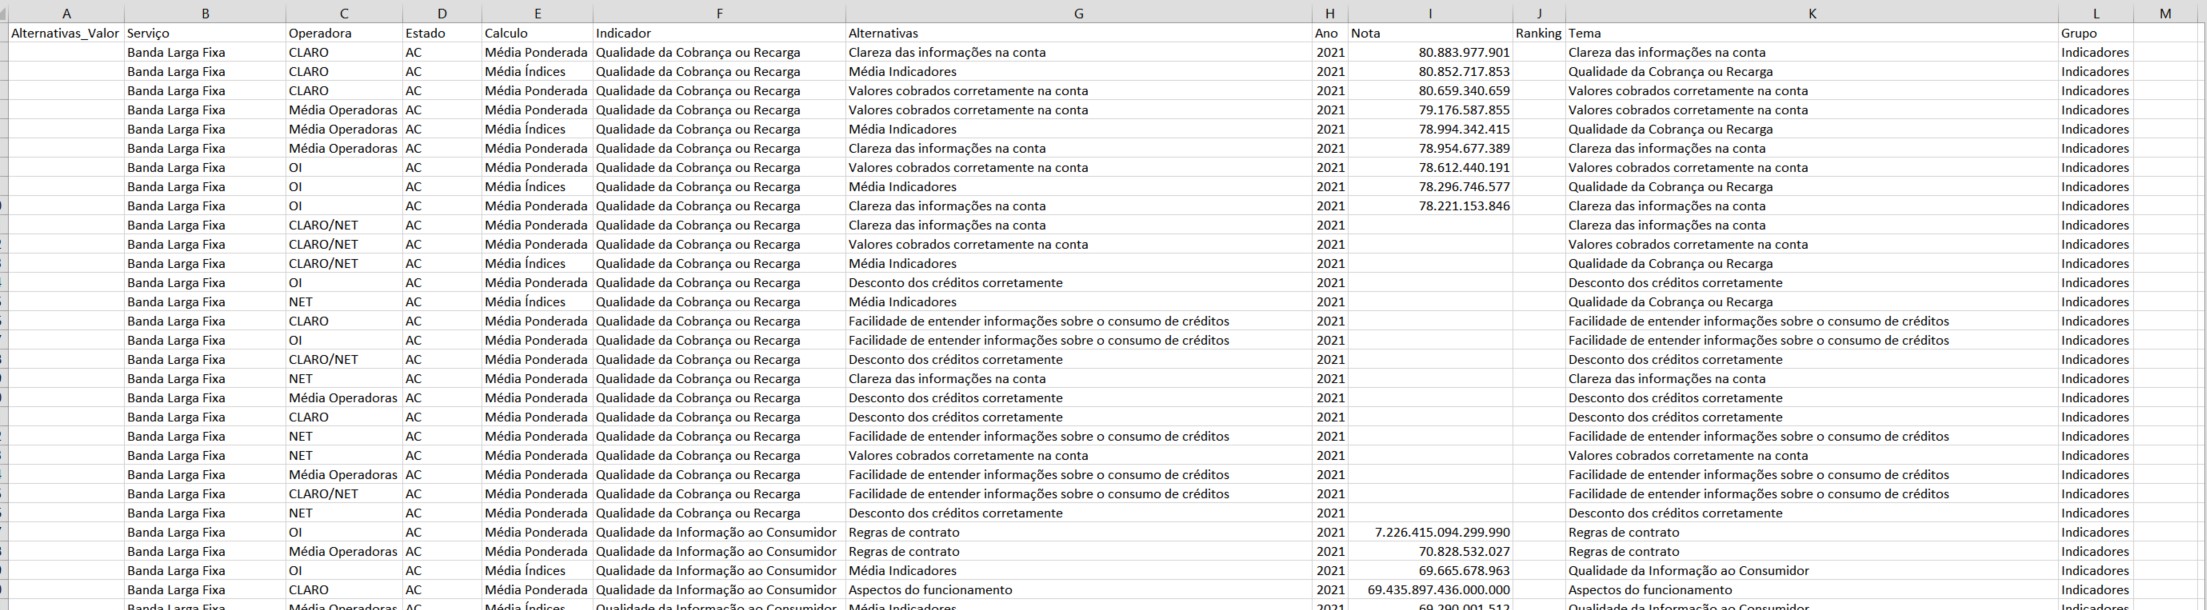 A B C D E F G H I J K L M
Alternativas_Valor Serviço Operadora Estado Calculo Indicador Alternativas Ano Nota Ranking Tema Grupo
Banda Larga Fixa CLARO AC Média Ponderada Qualidade da Cobrança ou Recarga Clareza das informações na conta 2021 80.883.977.901 Clareza das informações na conta Indicadores
Banda Larga Fixa CLARO AC Média Índices Qualidade da Cobrança ou Recarga Média Indicadores 2021 80.852.717.853 Qualidade da Cobrança ou Recarga Indicadores
Banda Larga Fixa CLARO AC Média Ponderada Qualidade da Cobrança ou Recarga Valores cobrados corretamente na conta 2021 80.659.340.659 Valores cobrados corretamente na conta Indicadores
Banda Larga Fixa Média Operadoras AC Média Ponderada Qualidade da Cobrança ou Recarga Valores cobrados corretamente na conta 2021 79.176.587.855 Valores cobrados corretamente na conta Indicadores
Banda Larga Fixa Média Operadoras AC Média Índices Qualidade da Cobrança ou Recarga Média Indicadores 2021 78.994.342.415 Qualidade da Cobrança ou Recarga Indicadores
Banda Larga Fixa Média Operadoras AC Média Ponderada Qualidade da Cobrança ou Recarga Clareza das informações na conta 2021 78.954.677.389 Clareza das informações na conta Indicadores
Banda Larga Fixa OI AC Média Ponderada Qualidade da Cobrança ou Recarga Valores cobrados corretamente na conta 2021 78.612.440.191 Valores cobrados corretamente na conta Indicadores
Banda Larga Fixa OI AC Média Índices Qualidade da Cobrança ou Recarga Média Indicadores 2021 78.296.746.577 Qualidade da Cobrança ou Recarga Indicadores
Banda Larga Fixa OI AC Média Ponderada Qualidade da Cobrança ou Recarga Clareza das informações na conta 2021 78.221.153.846 Clareza das informações na conta Indicadores
Banda Larga Fixa CLARO/NET AC Média Ponderada Qualidade da Cobrança ou Recarga Clareza das informações na conta 2021 Clareza das informações na conta Indicadores
Banda Larga Fixa CLARO/NET AC Média Ponderada Qualidade da Cobrança ou Recarga Valores cobrados corretamente na conta 2021 Valores cobrados corretamente na conta Indicadores
Banda Larga Fixa CLARO/NET AC Média Índices Qualidade da Cobrança ou Recarga Média Indicadores 2021 Qualidade da Cobrança ou Recarga Indicadores
Banda Larga Fixa OI AC Média Ponderada Qualidade da Cobrança ou Recarga Desconto dos créditos corretamente 2021 Desconto dos créditos corretamente Indicadores
Banda Larga Fixa NET AC Média Índices Qualidade da Cobrança ou Recarga Média Indicadores 2021 Qualidade da Cobrança ou Recarga Indicadores
Banda Larga Fixa CLARO AC Média Ponderada Qualidade da Cobrança ou Recarga Facilidade de entender informações sobre o consumo de créditos 2021 Facilidade de entender informações sobre o consumo de créditos Indicadores
Banda Larga Fixa OI AC Média Ponderada Qualidade da Cobrança ou Recarga Facilidade de entender informações sobre o consumo de créditos 2021 Facilidade de entender informações sobre o consumo de créditos Indicadores
Banda Larga Fixa CLARO/NET AC Média Ponderada Qualidade da Cobrança ou Recarga Desconto dos créditos corretamente 2021 Desconto dos créditos corretamente Indicadores
Banda Larga Fixa NET AC Média Ponderada Qualidade da Cobrança ou Recarga Clareza das informações na conta 2021 Clareza das informações na conta Indicadores
Banda Larga Fixa Média Operadoras AC Média Ponderada Qualidade da Cobrança ou Recarga Desconto dos créditos corretamente 2021 Desconto dos créditos corretamente Indicadores
Banda Larga Fixa CLARO AC Média Ponderada Qualidade da Cobrança ou Recarga Desconto dos créditos corretamente 2021 Desconto dos créditos corretamente Indicadores
Banda Larga Fixa NET AC Média Ponderada Qualidade da Cobrança ou Recarga Facilidade de entender informações sobre o consumo de créditos 2021 Facilidade de entender informações sobre o consumo de créditos Indicadores
Banda Larga Fixa NET AC Média Ponderada Qualidade da Cobrança ou Recarga Valores cobrados corretamente na conta 2021 Valores cobrados corretamente na conta Indicadores
Banda Larga Fixa Média Operadoras AC Média Ponderada Qualidade da Cobrança ou Recarga Facilidade de entender informações sobre o consumo de créditos 2021 Facilidade de entender informações sobre o consumo de créditos Indicadores
Banda Larga Fixa CLARO/NET AC Média Ponderada Qualidade da Cobrança ou Recarga Facilidade de entender informações sobre o consumo de créditos 2021 Facilidade de entender informações sobre o consumo de créditos Indicadores
Banda Larga Fixa NET AC Média Ponderada Qualidade da Cobrança ou Recarga Desconto dos créditos corretamente 2021 Desconto dos créditos corretamente Indicadores
Banda Larga Fixa OI AC Média Ponderada Qualidade da Informação ao Consumidor Regras de contrato 2021 7.226.415.094.299.990 Regras de contrato Indicadores
Banda Larga Fixa Média Operadoras AC Média Ponderada Qualidade da Informação ao Consumidor Regras de contrato 2021 70.828.532.027 Regras de contrato Indicadores
Banda Larga Fixa OI AC Média Índices Qualidade da Informação ao Consumidor Média Indicadores 2021 69.665.678.963 Qualidade da Informação ao Consumidor Indicadores
Banda Larga Fixa CLARO AC Média Ponderada Qualidade da Informação ao Consumidor Aspectos do funcionamento 2021 69.435.897.436.000.000 Aspectos do funcionamento Indicadores
Banda Larga Fixa Média Operadoras AC Média Índices Qualidade da Informação ao Consumidor Média Indicadores 2021 69.290.001.512 Qualidade da Informação ao Consumidor Indicadores